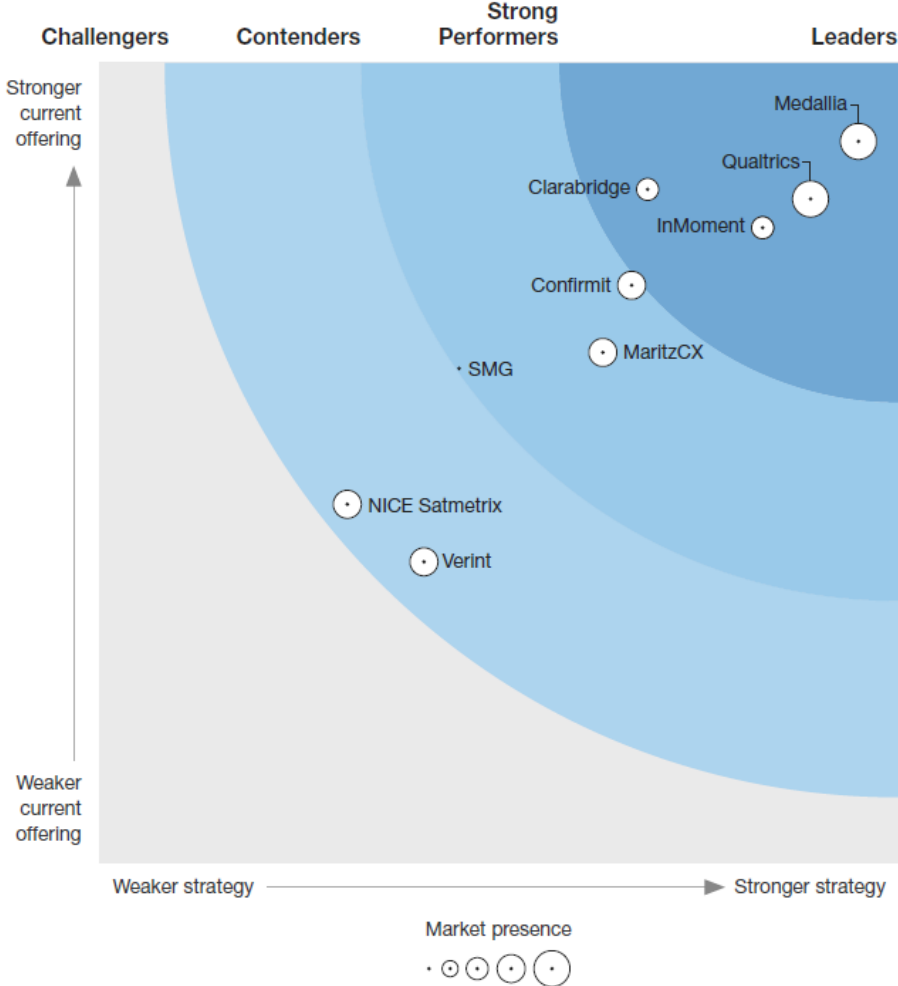 Challengers
Contenders
Strong
Performers
Leaders
Stronger
current
offering
Medallia
Qualtrics
Clarabridge
InMoment
Confirmit
MaritzCX
SMG
NICE Satmetrix
Verint
Weaker
current
offering
Weaker strategy
Stronger strategy
Market presence